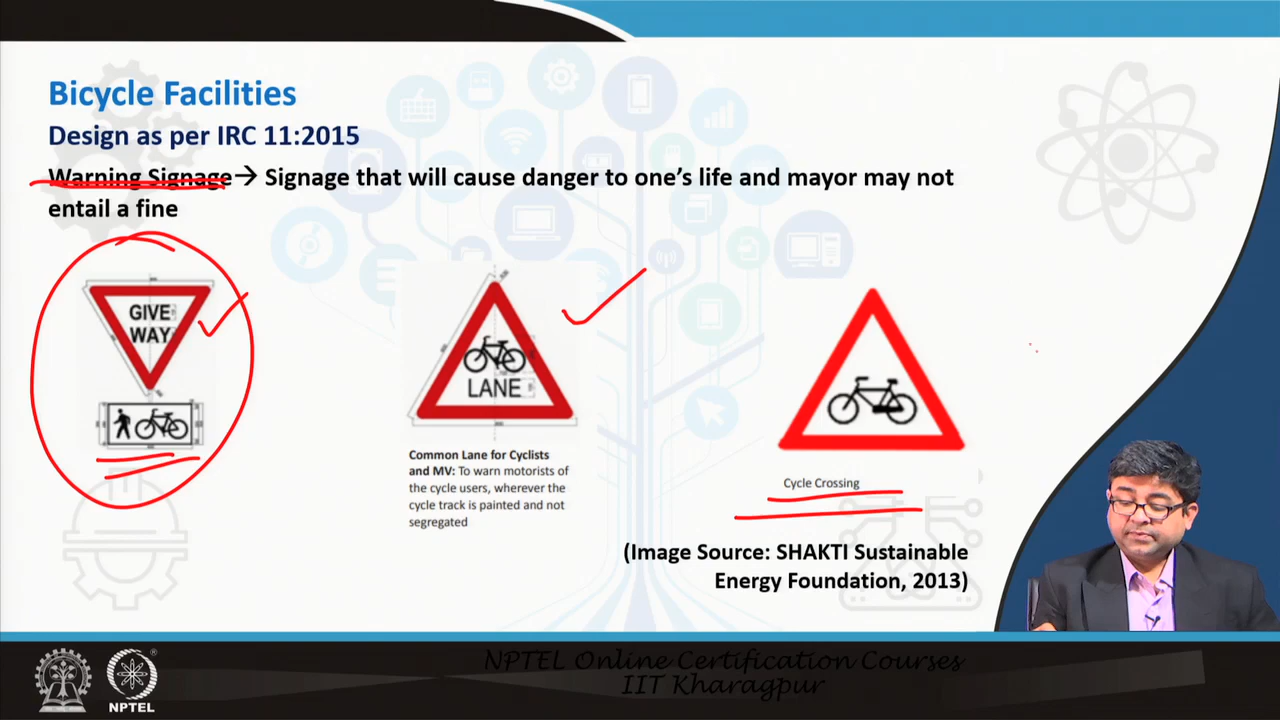 Bicycle Facilities
Design as per IRC 11:2015
Warning Signage→ Signage that will cause danger to one's life and mayor may not
entail a fine
GIVE
WAY
LANE
Common Lane for Cyclists
and MV: To warn motorists of
the cycle users, wherever the
cycle track is painted and not
segregated
Cycle Crossing
(Image Source: SHAKTI Sustainable
Energy Foundation, 2013)
NPTEL Online Certification Courses
IIT Kharagpur
NPTEL